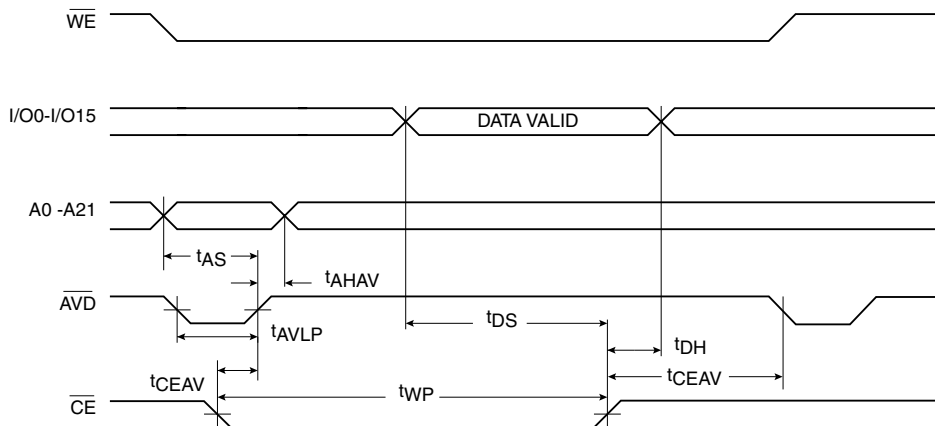 WE
I/O0-I/O15
DATA VALID
A0 -A21
tAS
tAHAV
AVD
tDS
tAVLP
tDH
tCEAV
tCEAV
tWP
CE